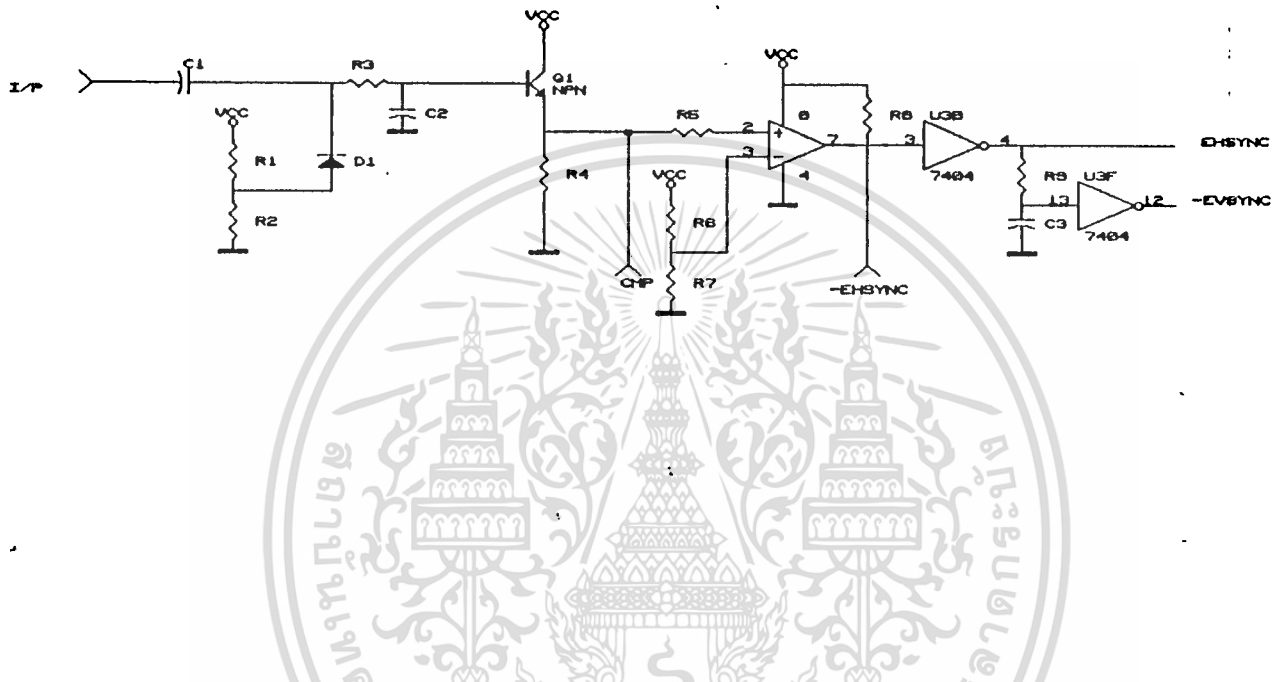 VCC
C1
R3
Q1
NPN
I/P
VCC
C2
VCC
R1
D1
R5
2
+
8
7
R8
3
U3B
4
EHSYNC
3
-
4
7404
R2
R4
VCC
R6
R9
13
U3F
12
-EVSYNC
C3
7404
CMP
R7
-EHSYNC